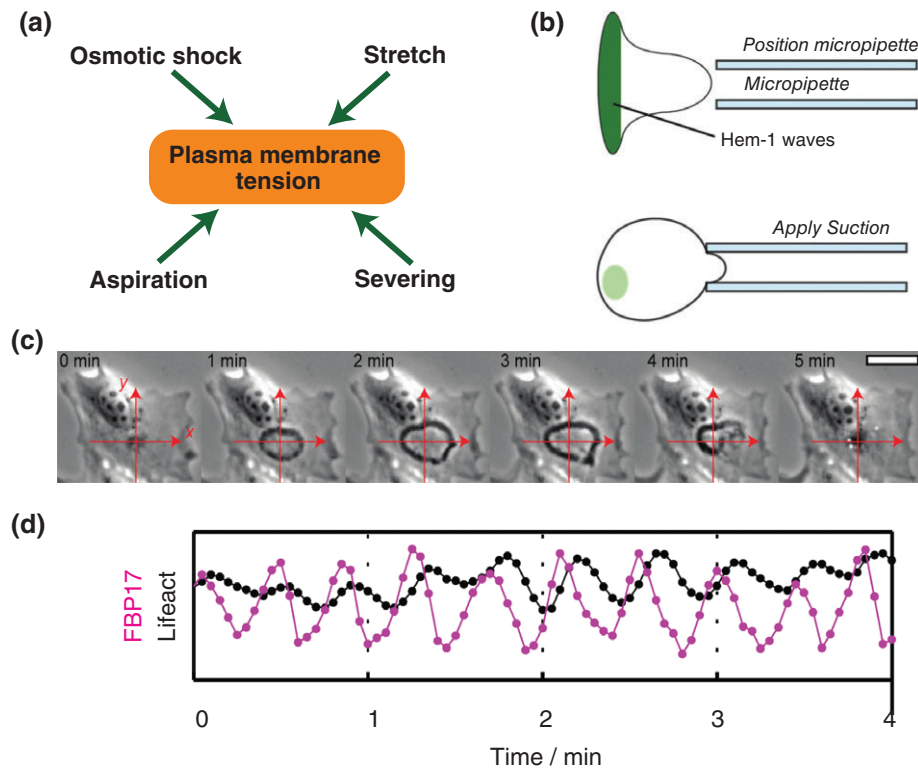 (a)
Osmotic shock
Stretch
Plasma membrane
tension
Aspiration
Severing
(b)
Position micropipette
Micropipette
Hem-1 waves
Apply Suction
(c)
0 min
1 min
2 min
3 min
4 min
5 min
y
x
(d)
FBP17
Lifeact
0
1
2
3
4
Time / min